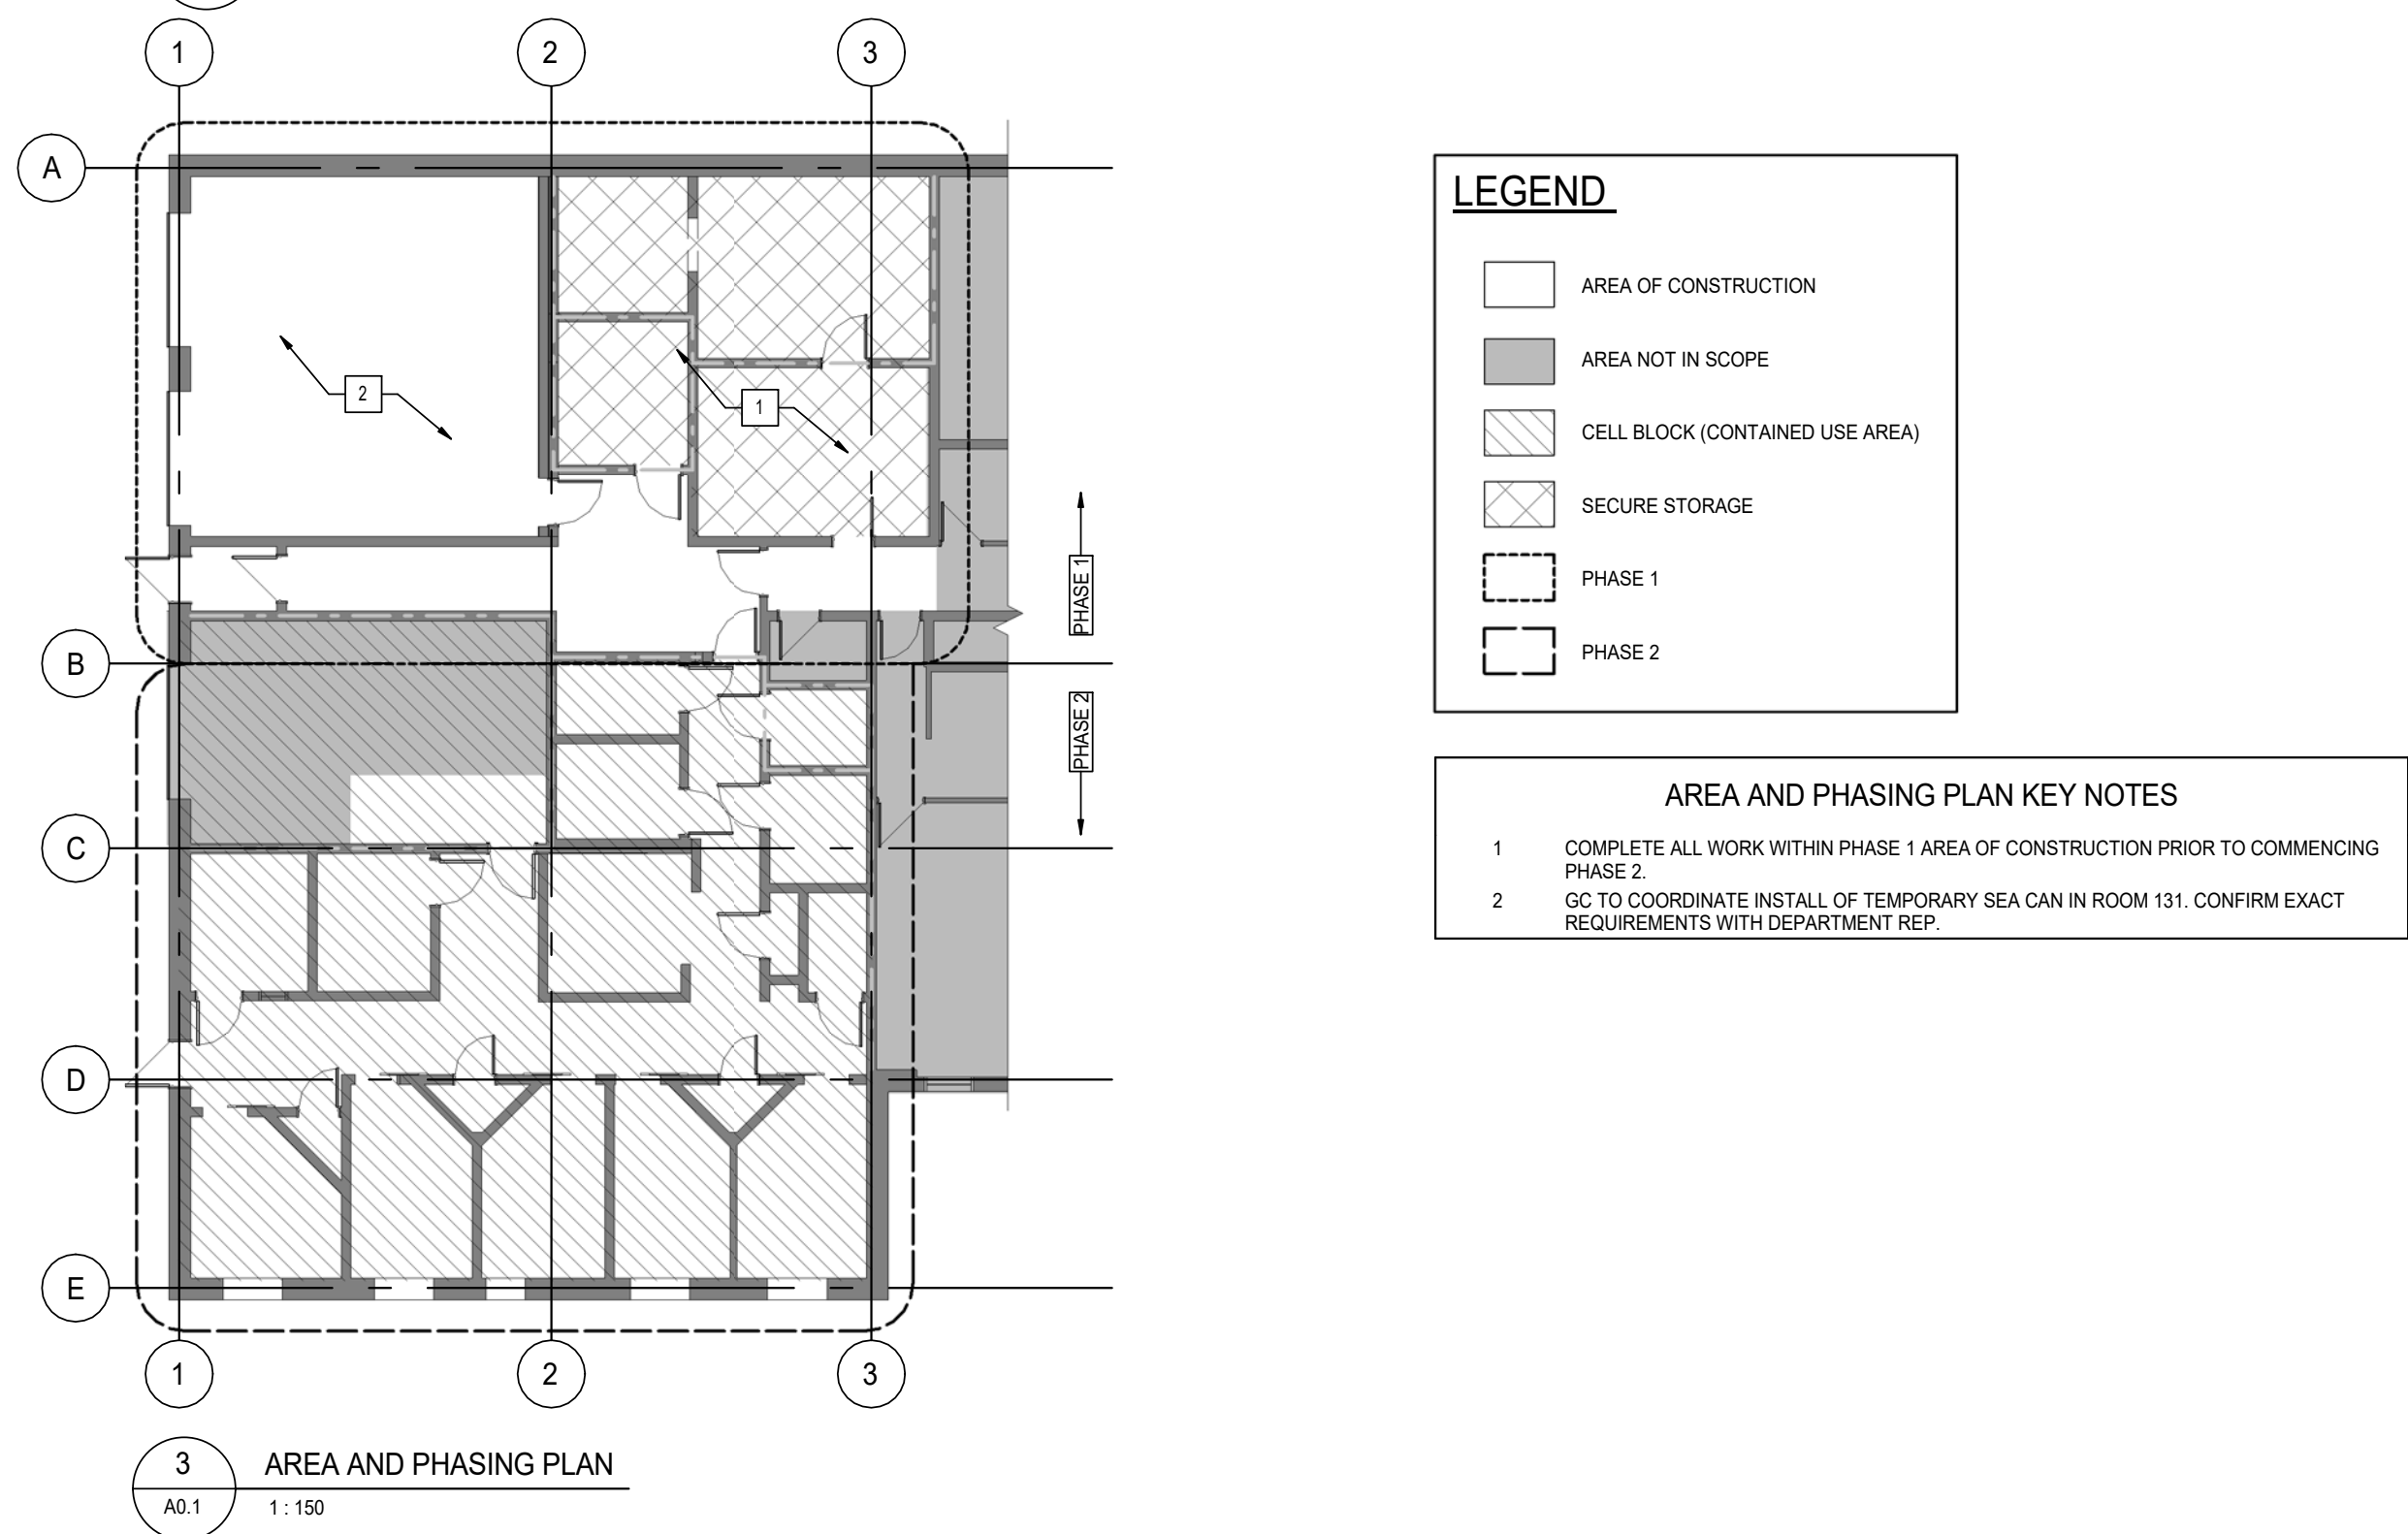 1
2
3
A
2
1
PHASE 1
B
PHASE 2
C
D
E
1
2
3
3
A0.1
AREA AND PHASING PLAN
1 : 150
LEGEND
AREA OF CONSTRUCTION
AREA NOT IN SCOPE
CELL BLOCK (CONTAINED USE AREA)
SECURE STORAGE
PHASE 1
PHASE 2
AREA AND PHASING PLAN KEY NOTES
1 COMPLETE ALL WORK WITHIN PHASE 1 AREA OF CONSTRUCTION PRIOR TO COMMENCING
PHASE 2.
2 GC TO COORDINATE INSTALL OF TEMPORARY SEA CAN IN ROOM 131. CONFIRM EXACT
REQUIREMENTS WITH DEPARTMENT REP.